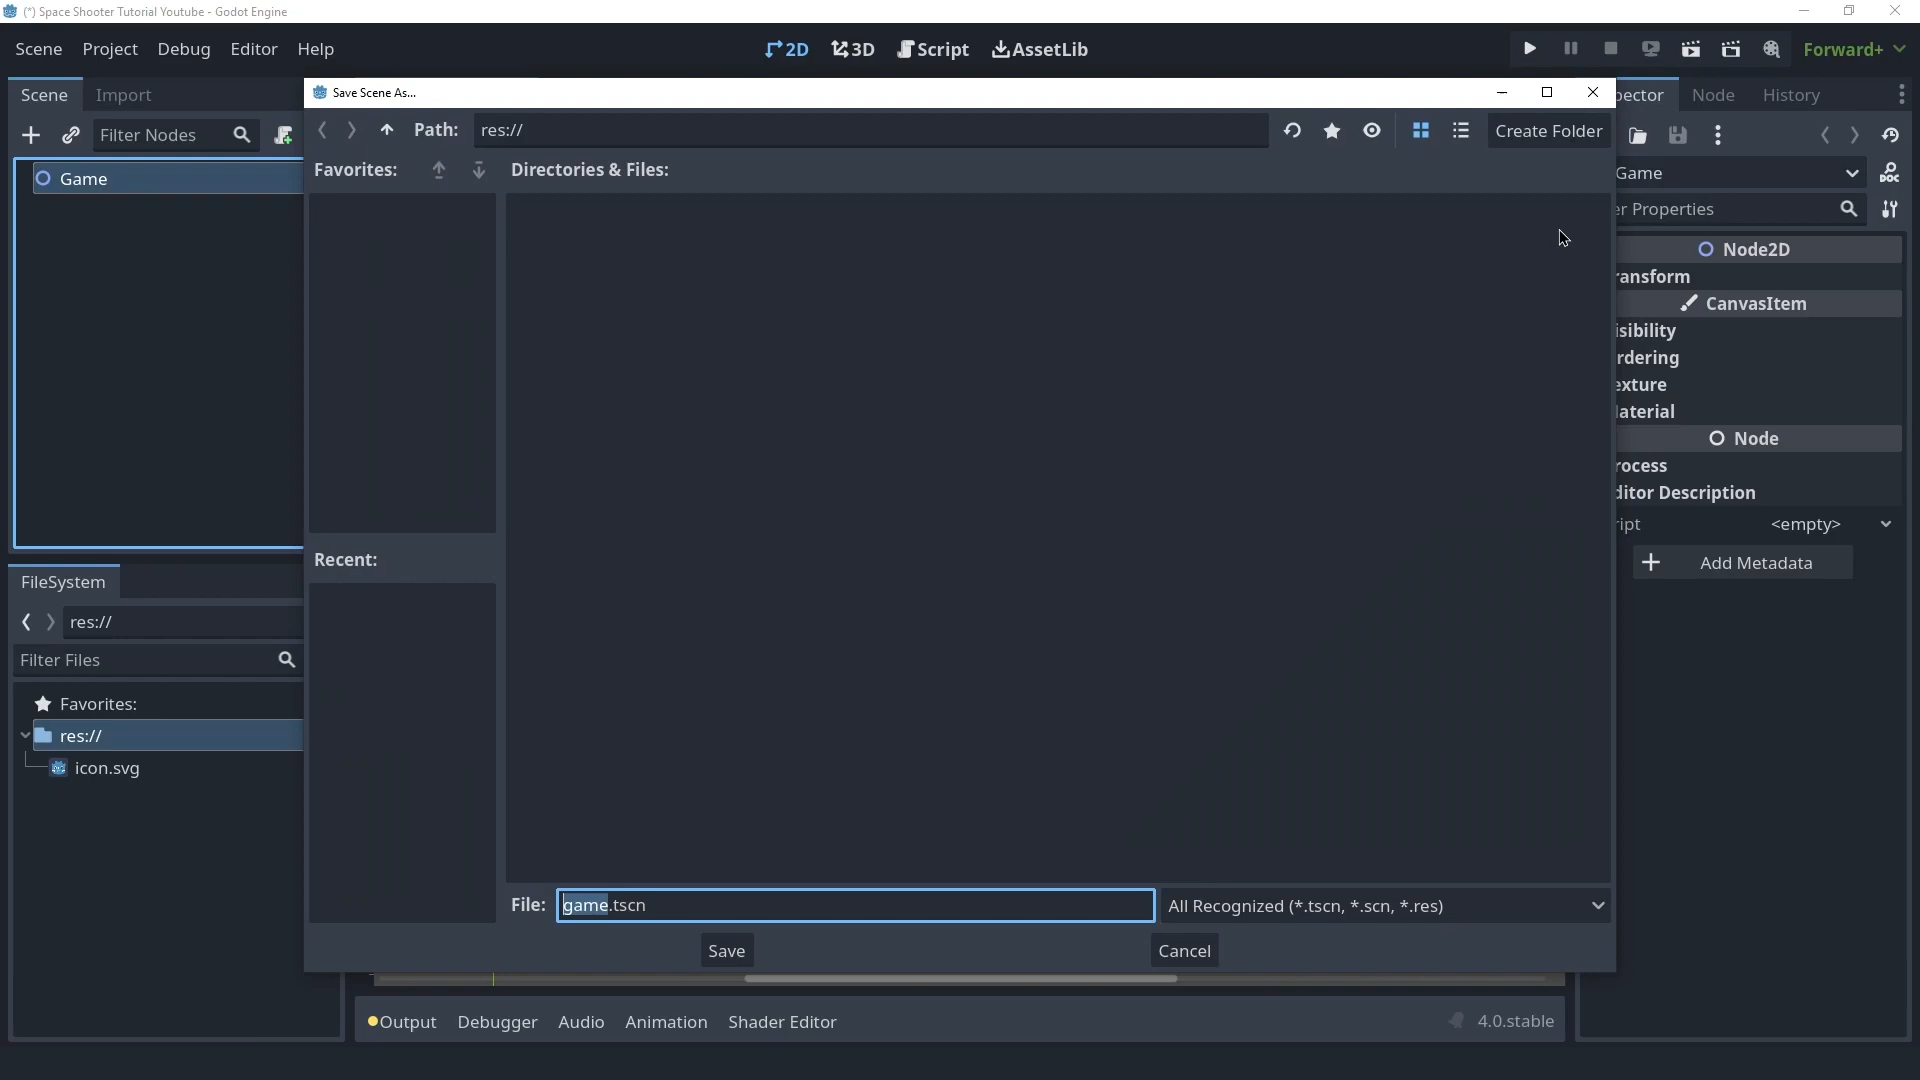 (*) Space Shooter Tutorial Youtube - Godot Engine
Scene Project Debug Editor Help
2D 3D Script AssetLib
Forward+
Scene Import
Filter Nodes
Game
Save Scene As...
Path: res://
Create Folder
Favorites:
Directories & Files:
Recent:
File: game.tscn
All Recognized (*.tscn, *.scn, *.res)
Save Cancel
pector Node History
Game
DOC
er Properties
Node2D
ransform
CanvasItem
isibility
rdering
exture
laterial
Node
rocess
ditor Description
ript <empty>
Add Metadata
FileSystem
res://
Filter Files
Favorites:
res://
icon.svg
Output Debugger Audio Animation Shader Editor
4.0.stable